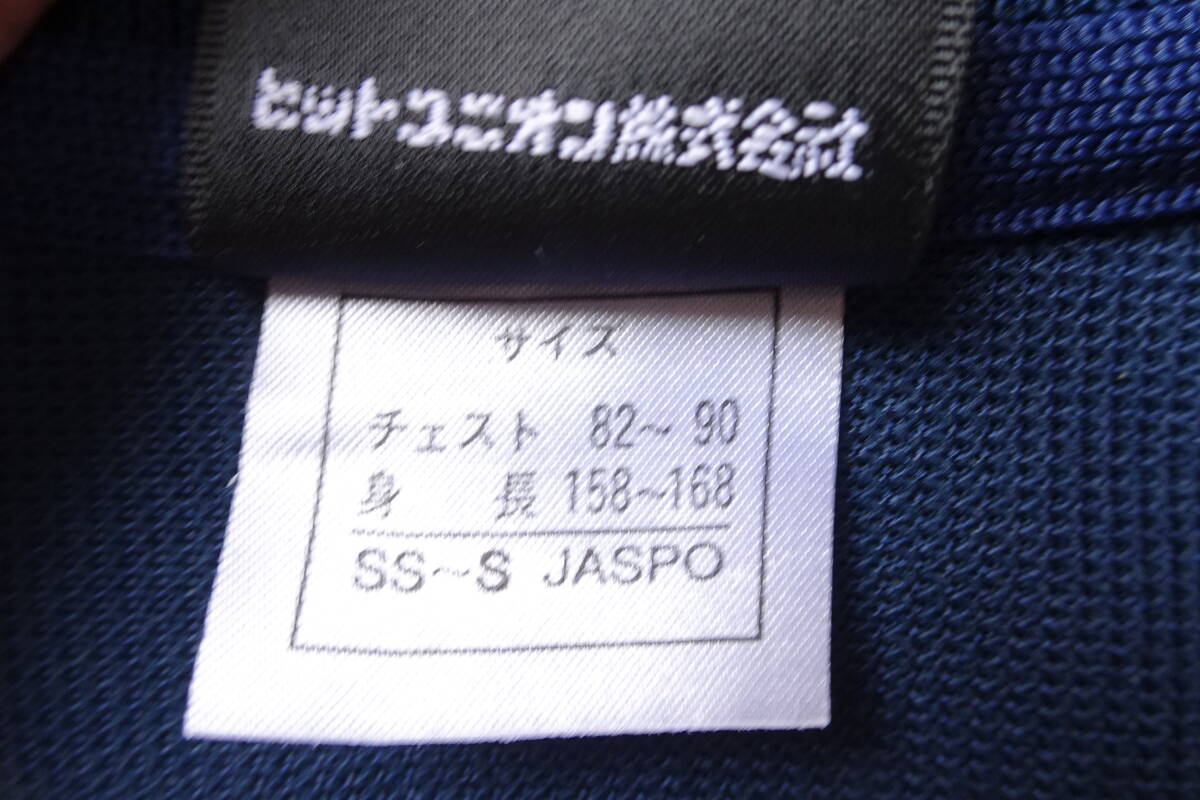 ヒットユニオン株式会社
サイズ
チェスト 82~90
身 長 158~168
SS~S JASPO